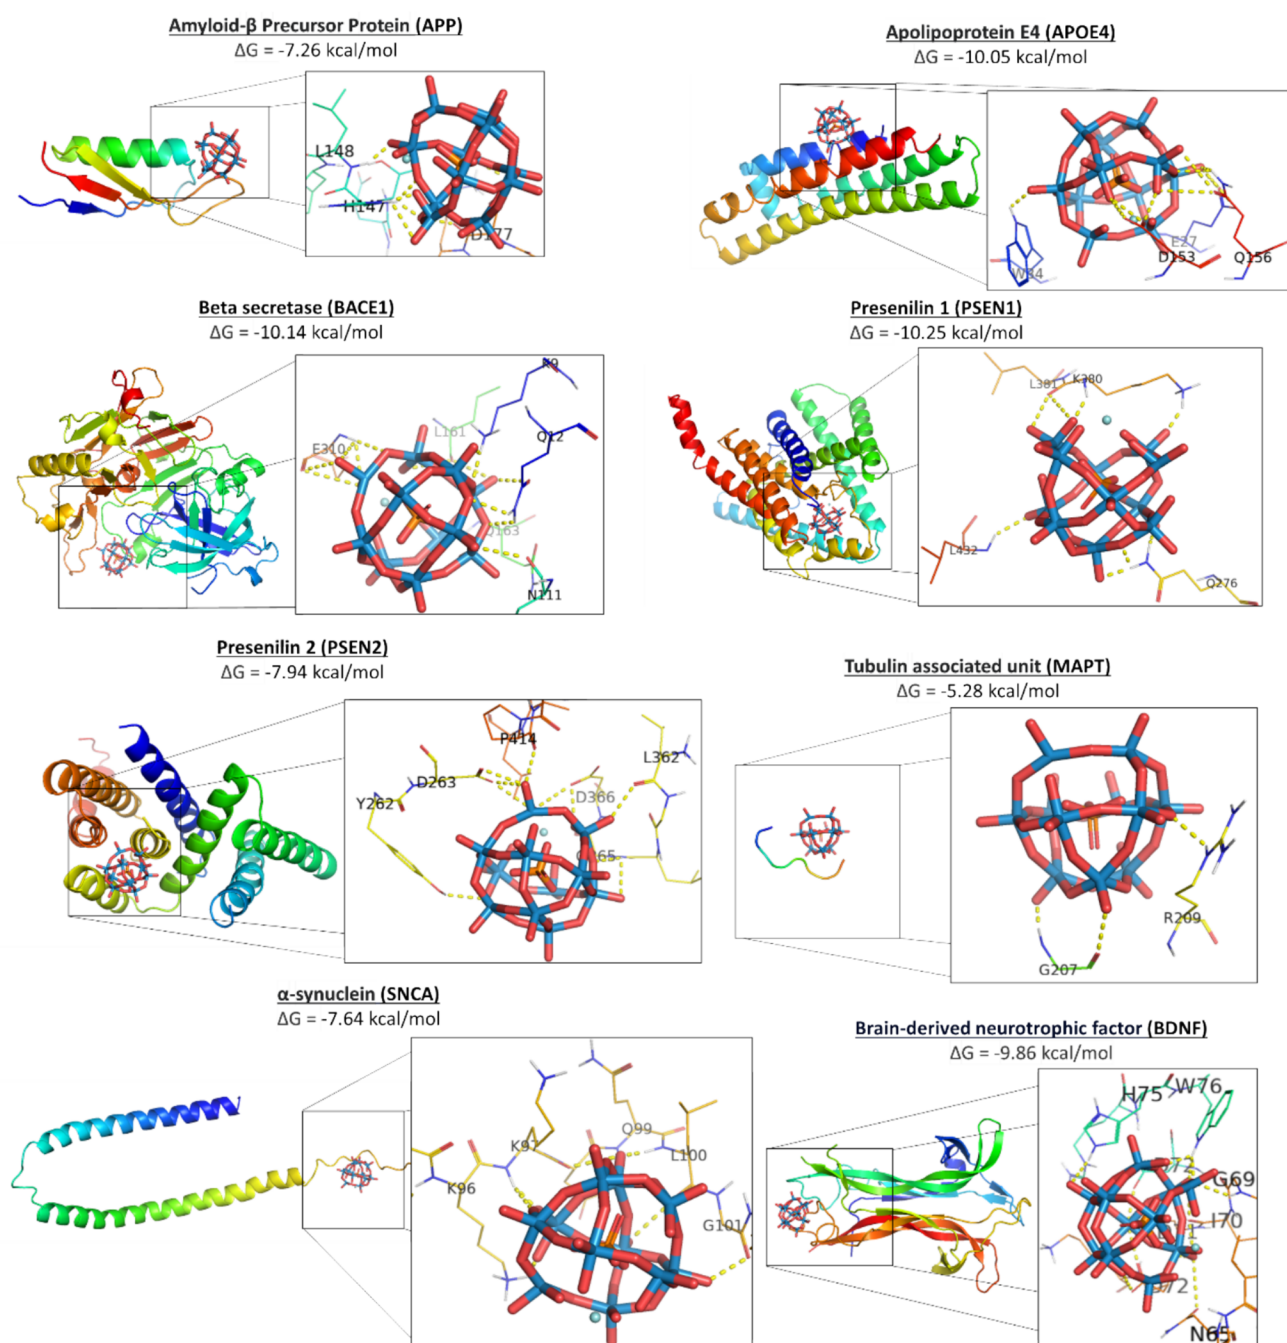 Amyloid-β Precursor Protein (APP)
ΔG = -7.26 kcal/mol
L148
H147
D177
Apolipoprotein E4 (APOE4)
ΔG = -10.05 kcal/mol
W34
E27
D153
Q156
Beta secretase (BACE1)
ΔG = -10.14 kcal/mol
K9
Q12
L161
E310
Q163
N111
Presenilin 1 (PSEN1)
ΔG = -10.25 kcal/mol
L381
K380
L432
Q276
Presenilin 2 (PSEN2)
ΔG = -7.94 kcal/mol
P414
L362
D263
Y262
D366
Tubulin associated unit (MAPT)
ΔG = -5.28 kcal/mol
R209
G207
α-synuclein (SNCA)
ΔG = -7.64 kcal/mol
Q99
K97
L100
K96
G101
Brain-derived neurotrophic factor (BDNF)
ΔG = -9.86 kcal/mol
H75
W76
G69
I70
N65